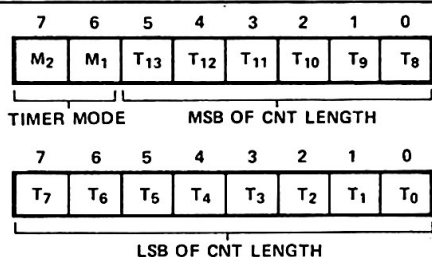 7 6 5 4 3 2 1 0
M2 M1 T13 T12 T11 T10 T9 T8
TIMER MODE MSB OF CNT LENGTH
7 6 5 4 3 2 1 0
T7 T6 T5 T4 T3 T2 T1 T0
LSB OF CNT LENGTH